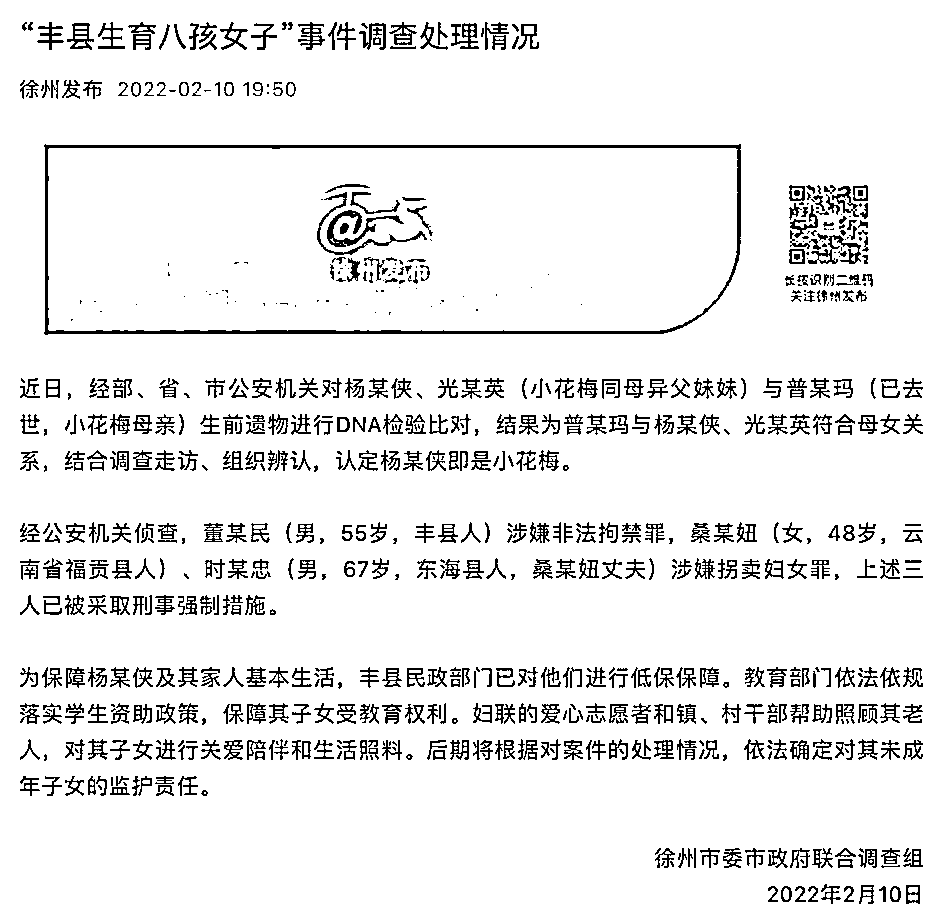 “丰县生育八孩女子”事件调查处理情况
徐州发布 2022-02-10 19:50
@
徐州发布
长按识别二维码
关注徐州发布
近日，经部、省、市公安机关对杨某侠、光某英（小花梅同母异父妹妹）与普某玛（已去
世，小花梅母亲）生前遗物进行DNA检验比对，结果为普某玛与杨某侠、光某英符合母女关
系，结合调查走访、组织辨认，认定杨某侠即是小花梅。
经公安机关侦查，董某民（男，55岁，丰县人）涉嫌非法拘禁罪，桑某妞（女，48岁，云
南省福贡县人）、时某忠（男，67岁，东海县人，桑某妞丈夫）涉嫌拐卖妇女罪，上述三
人已被采取刑事强制措施。
为保障杨某侠及其家人基本生活，丰县民政部门已对他们进行低保保障。教育部门依法依规
落实学生资助政策，保障其子女受教育权利。妇联的爱心志愿者和镇、村干部帮助照顾其老
人，对其子女进行关爱陪伴和生活照料。后期将根据对案件的处理情况，依法确定对其未成
年子女的监护责任。
徐州市委市政府联合调查组
2022年2月10日